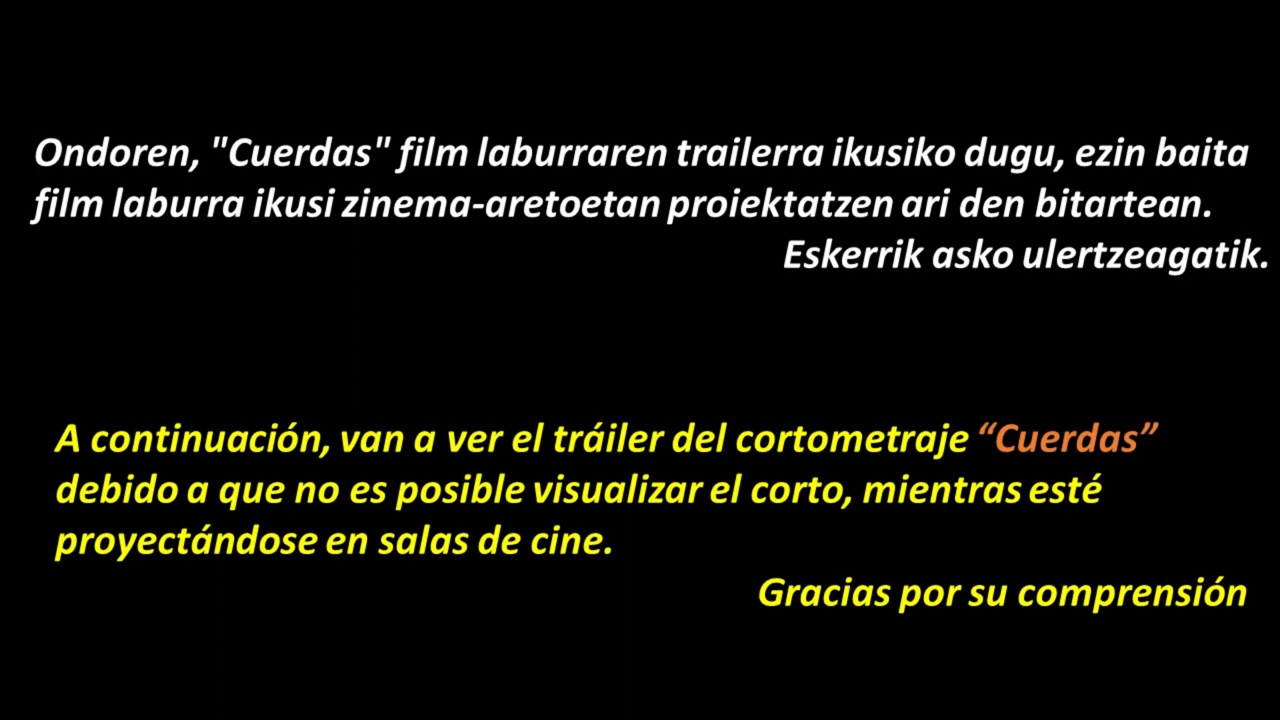 Ondoren, "Cuerdas" film laburraren trailerra ikusiko dugu, ezin baita
film laburra ikusi zinema-aretoetan proiektatzen ari den bitartean.
Eskerrik asko ulertzeagatik.
A continuación, van a ver el tráiler del cortometraje “Cuerdas”
debido a que no es posible visualizar el corto, mientras esté
proyectándose en salas de cine.
Gracias por su comprensión